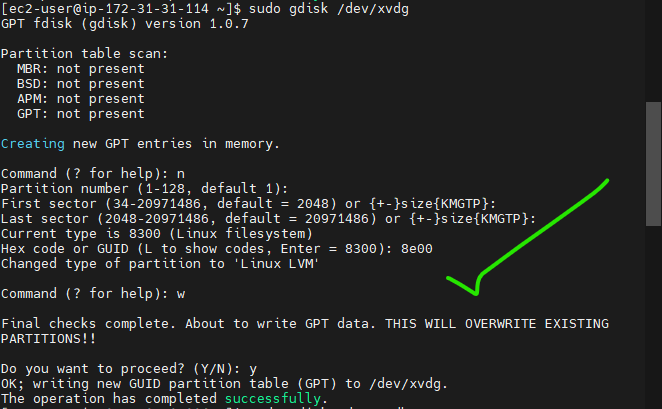 [ec2-user@ip-172-31-31-114 ~]$ sudo gdisk /dev/xvdg
GPT fdisk (gdisk) version 1.0.7
Partition table scan:
MBR: not present
BSD: not present
APM: not present
GPT: not present
Creating new GPT entries in memory.
Command (? for help): n
Partition number (1-128, default 1):
First sector (34-20971486, default = 2048) or {+-}size{KMGTP}:
Last sector (2048-20971486, default = 20971486) or {+-}size{KMGTP}:
Current type is 8300 (Linux filesystem)
Hex code or GUID (L to show codes, Enter = 8300): 8e00
Changed type of partition to 'Linux LVM'
Command (? for help): w
Final checks complete. About to write GPT data. THIS WILL OVERWRITE EXISTING
PARTITIONS!!
Do you want to proceed? (Y/N): y
OK; writing new GUID partition table (GPT) to /dev/xvdg.
The operation has completed successfully.